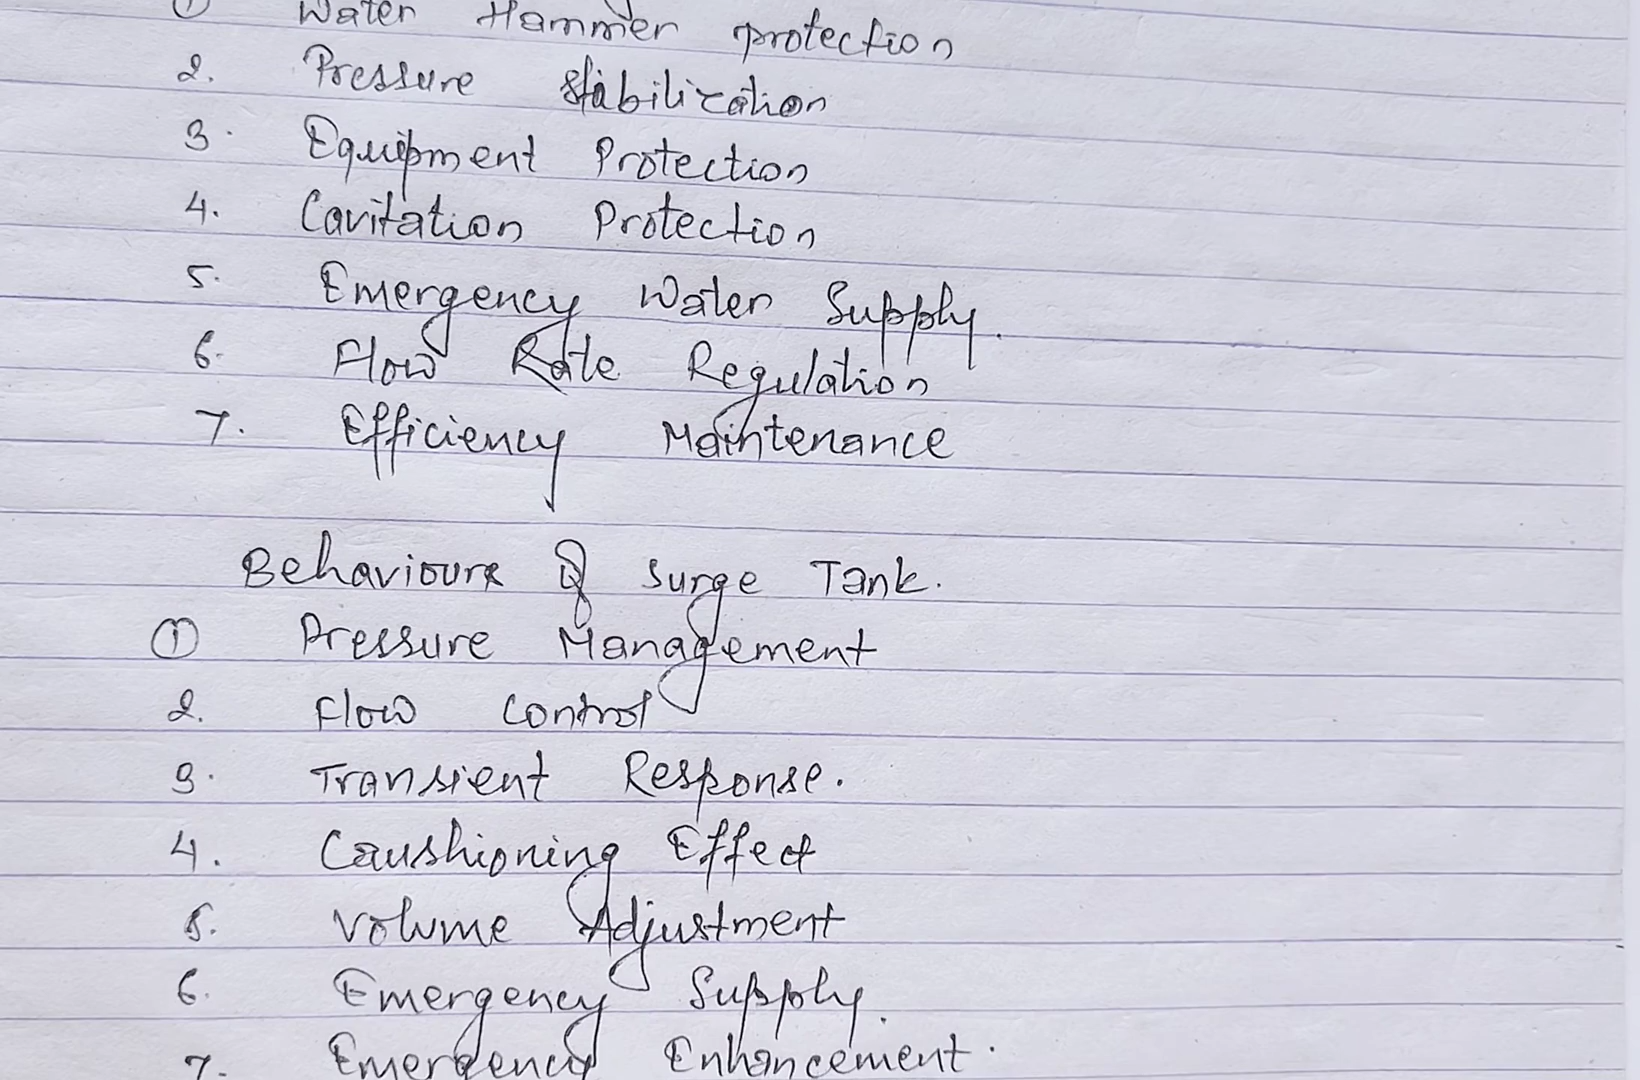 ① Water Hammer protection
2. Pressure stabilization
3. Equipment Protection
4. Cavitation Protection
5. Emergency Water Supply.
6. Flow Rate Regulation
7. Efficiency Maintenance
Behaviours of Surge Tank.
① Pressure Management
2. Flow Control
3. Transient Response.
4. Caushioning Effect
5. Volume Adjustment
6. Emergency Supply.
7. Emergency Enhancement.